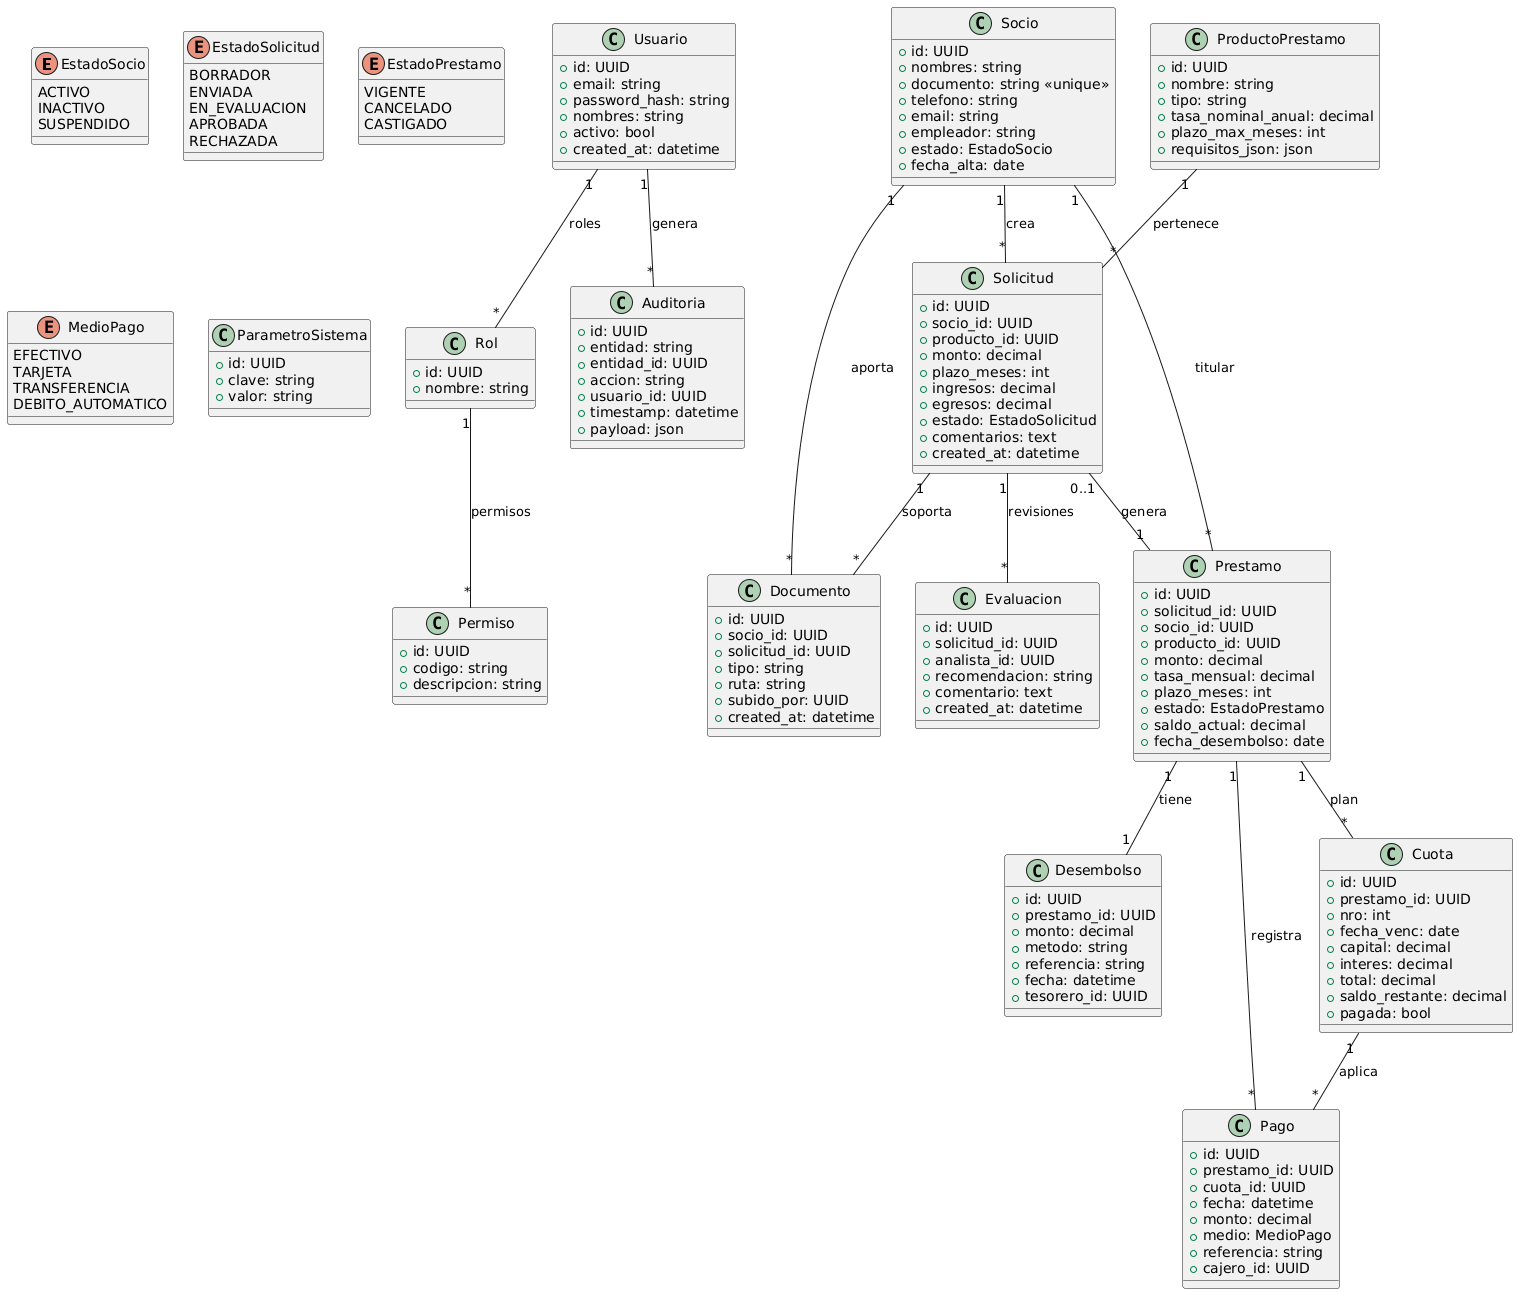 E EstadoSocio
ACTIVO
INACTIVO
SUSPENDIDO
E EstadoSolicitud
BORRADOR
ENVIADA
EN_EVALUACION
APROBADA
RECHAZADA
E EstadoPrestamo
VIGENTE
CANCELADO
CASTIGADO
C Usuario
id: UUID
email: string
password_hash: string
nombres: string
activo: bool
created_at: datetime
C Socio
id: UUID
nombres: string
documento: string «unique»
telefono: string
email: string
empleador: string
estado: EstadoSocio
fecha_alta: date
C ProductoPrestamo
id: UUID
nombre: string
tipo: string
tasa_nominal_anual: decimal
plazo_max_meses: int
requisitos_json: json
1
1
1
1
1
1
roles
genera
crea
pertenece
*
*
*
*
E MedioPago
EFECTIVO
TARJETA
TRANSFERENCIA
DEBITO_AUTOMATICO
C ParametroSistema
id: UUID
clave: string
valor: string
C Rol
id: UUID
nombre: string
C Auditoria
id: UUID
entidad: string
entidad_id: UUID
accion: string
usuario_id: UUID
timestamp: datetime
payload: json
aporta
C Solicitud
id: UUID
socio_id: UUID
producto_id: UUID
monto: decimal
plazo_meses: int
ingresos: decimal
egresos: decimal
estado: EstadoSolicitud
comentarios: text
created_at: datetime
titular
1
1
1
0..1
permisos
soporta
revisiones
genera
*
*
*
*
1
*
C Permiso
id: UUID
codigo: string
descripcion: string
C Documento
id: UUID
socio_id: UUID
solicitud_id: UUID
tipo: string
ruta: string
subido_por: UUID
created_at: datetime
C Evaluacion
id: UUID
solicitud_id: UUID
analista_id: UUID
recomendacion: string
comentario: text
created_at: datetime
C Prestamo
id: UUID
solicitud_id: UUID
socio_id: UUID
producto_id: UUID
monto: decimal
tasa_mensual: decimal
plazo_meses: int
estado: EstadoPrestamo
saldo_actual: decimal
fecha_desembolso: date
1
1
1
tiene
plan
1
*
C Desembolso
id: UUID
prestamo_id: UUID
monto: decimal
metodo: string
referencia: string
fecha: datetime
tesorero_id: UUID
registra
C Cuota
id: UUID
prestamo_id: UUID
nro: int
fecha_venc: date
capital: decimal
interes: decimal
total: decimal
saldo_restante: decimal
pagada: bool
1
aplica
*
*
C Pago
id: UUID
prestamo_id: UUID
cuota_id: UUID
fecha: datetime
monto: decimal
medio: MedioPago
referencia: string
cajero_id: UUID